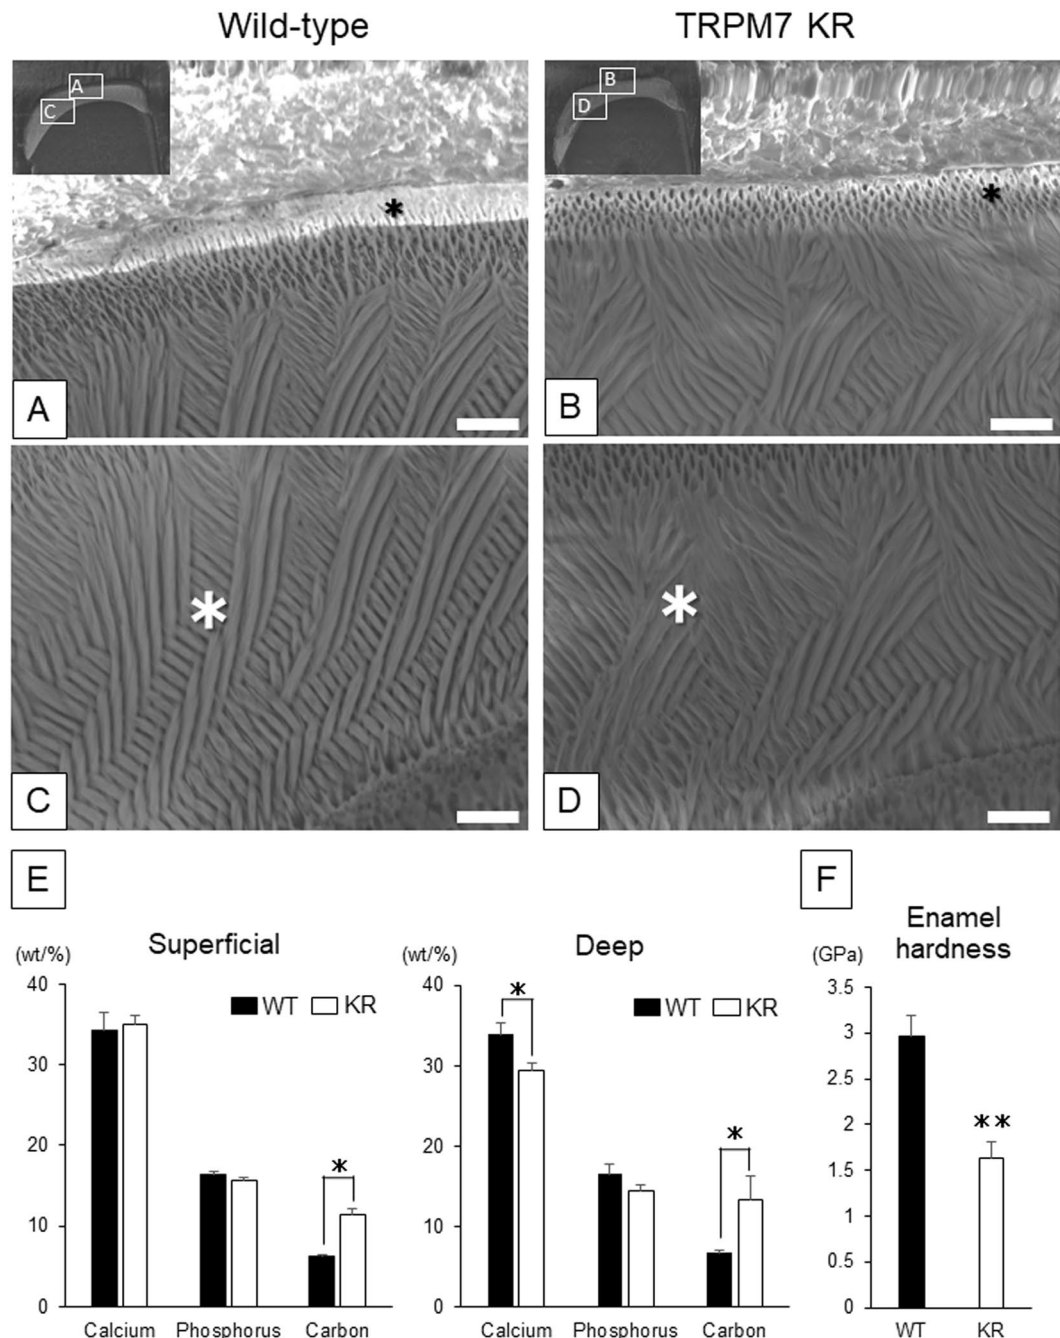 Wild-type
TRPM7 KR
A
C
B
D
*
*
A
B
*
*
C
D
E
F
(wt/%)
Superficial
40
30
20
10
0
WT
KR
*
Calcium
Phosphorus
Carbon
(wt/%)
Deep
40
30
20
10
0
*
WT
KR
*
Calcium
Phosphorus
Carbon
Enamel
hardness
(GPa)
3.5
3
2.5
2
1.5
1
0.5
0
**
WT
KR